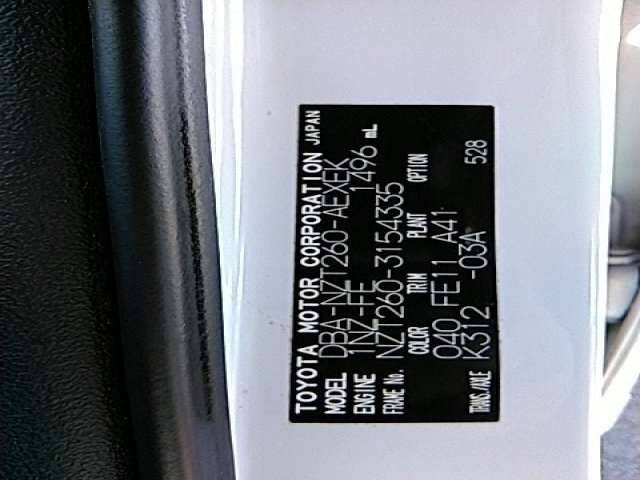 TOYOTA MOTOR CORPORATION JAPAN
MODEL DBA-NZT260-AEXEK
ENGINE 1NZ-FE 1496 mL
FRAME No. NZT260-3154335
COLOR TRIM PLANT OPTION
040 FE11 A41
TRANS./AXLE K312 -03A 528